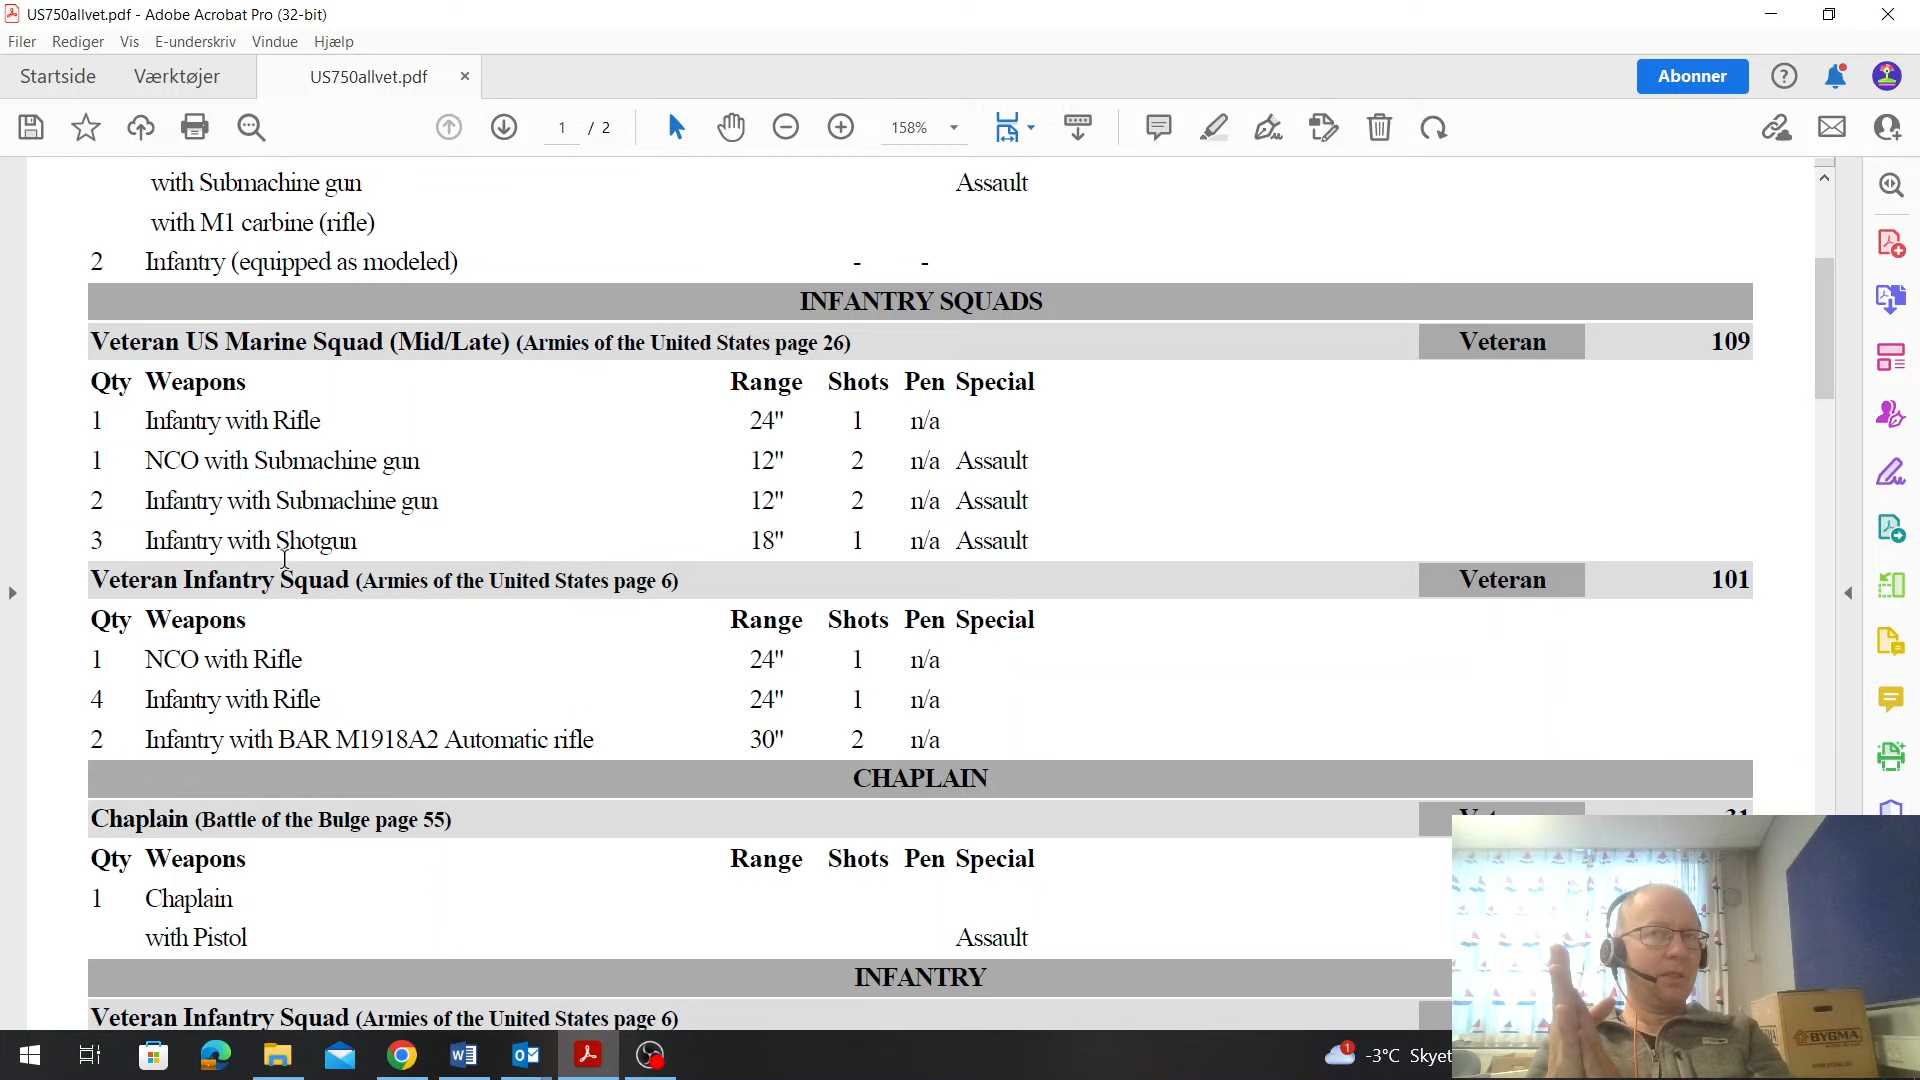 US750allvet.pdf - Adobe Acrobat Pro (32-bit)
Filer Rediger Vis E-underskriv Vindue Hjælp
Startside Værktøjer US750allvet.pdf × Abonner
1 / 2 158%
with Submachine gun Assault
with M1 carbine (rifle)
2 Infantry (equipped as modeled) - -
INFANTRY SQUADS
Veteran US Marine Squad (Mid/Late) (Armies of the United States page 26) Veteran 109
Qty Weapons Range Shots Pen Special
1 Infantry with Rifle 24" 1 n/a
1 NCO with Submachine gun 12" 2 n/a Assault
2 Infantry with Submachine gun 12" 2 n/a Assault
3 Infantry with Shotgun 18" 1 n/a Assault
Veteran Infantry Squad (Armies of the United States page 6) Veteran 101
Qty Weapons Range Shots Pen Special
1 NCO with Rifle 24" 1 n/a
4 Infantry with Rifle 24" 1 n/a
2 Infantry with BAR M1918A2 Automatic rifle 30" 2 n/a
CHAPLAIN
Chaplain (Battle of the Bulge page 55)
Qty Weapons Range Shots Pen Special
1 Chaplain
with Pistol Assault
INFANTRY
Veteran Infantry Squad (Armies of the United States page 6)
BYGMA
1 -3°C Skyet